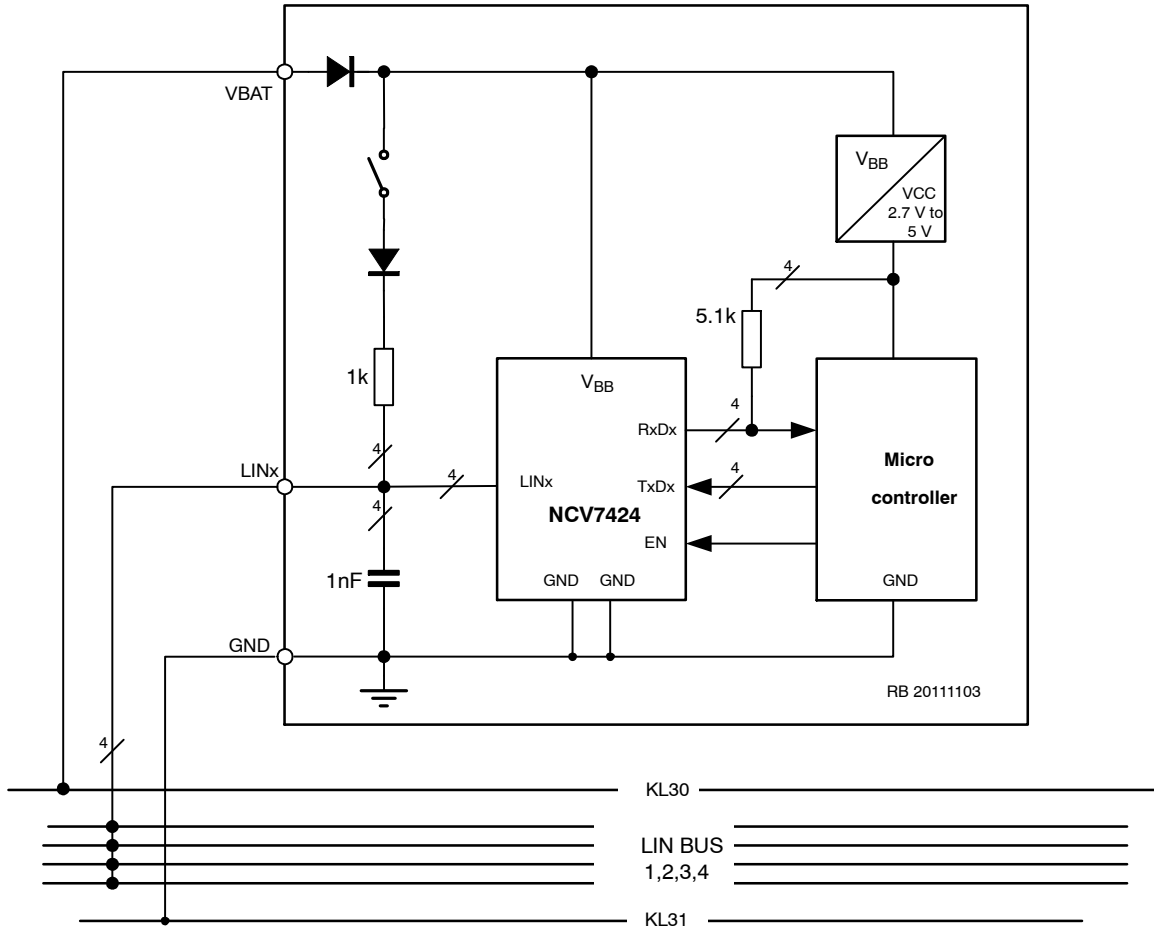 VBAT
V_BB
VCC
2.7 V to
5 V
4
5.1k
1k
V_BB
4
RxDx
4
LINx
4
LINx
4
TxDx
Micro
controller
NCV7424
4
EN
1nF
GND GND
GND
GND
RB 20111103
4
KL30
LIN BUS
1,2,3,4
KL31